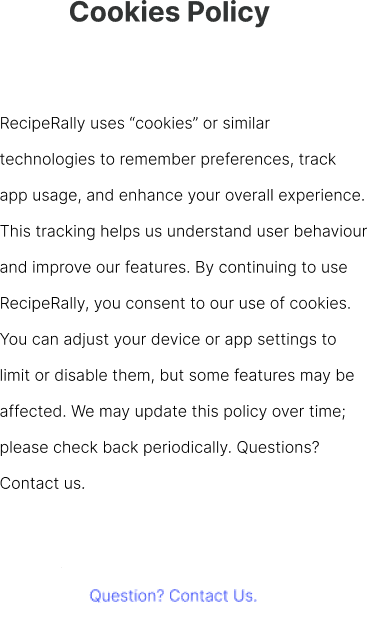 Cookies Policy
RecipeRally uses “cookies” or similar
technologies to remember preferences, track
app usage, and enhance your overall experience.
This tracking helps us understand user behaviour
and improve our features. By continuing to use
RecipeRally, you consent to our use of cookies.
You can adjust your device or app settings to
limit or disable them, but some features may be
affected. We may update this policy over time;
please check back periodically. Questions?
Contact us.
Question? Contact Us.